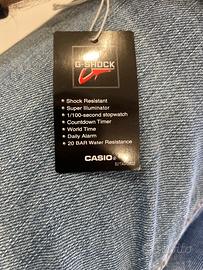 G-SHOCK
• Shock Resistant
• Super Illuminator
• 1/100-second stopwatch
• Countdown Timer
• World Time
• Daily Alarm
• 20 BAR Water Resistance
CASIO®
subito